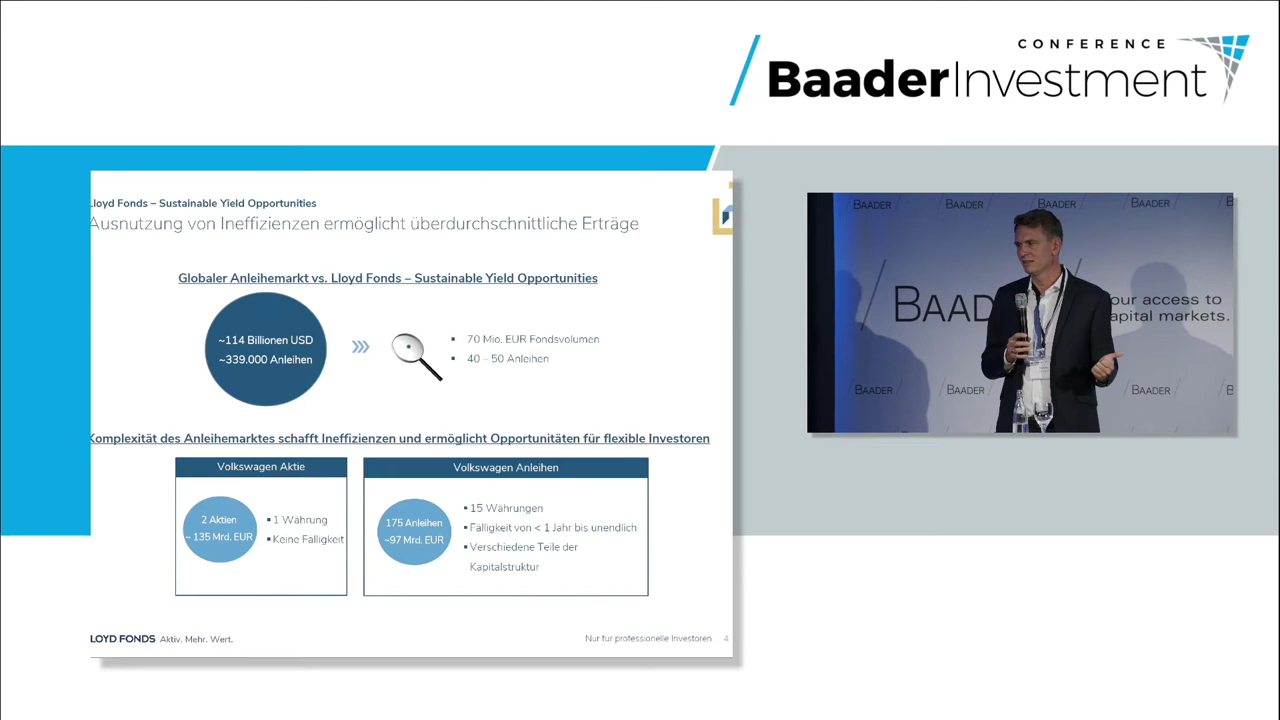 CONFERENCE
BaaderInvestment
Lloyd Fonds – Sustainable Yield Opportunities
Ausnutzung von Ineffizienzen ermöglicht überdurchschnittliche Erträge
Globaler Anleihemarkt vs. Lloyd Fonds – Sustainable Yield Opportunities
~114 Billionen USD
~339.000 Anleihen
70 Mio. EUR Fondsvolumen
40 – 50 Anleihen
Komplexität des Anleihemarktes schafft Ineffizienzen und ermöglicht Opportunitäten für flexible Investoren
Volkswagen Aktie
2 Aktien
~ 135 Mrd. EUR
1 Währung
Keine Fälligkeit
Volkswagen Anleihen
175 Anleihen
~97 Mrd. EUR
15 Währungen
Fälligkeit von < 1 Jahr bis unendlich
Verschiedene Teile der
Kapitalstruktur
LOYD FONDS Aktiv. Mehr. Wert.
Nur für professionelle Investoren 4
BAADER / BAADER / BAADER / BAADER / B
/ BAAD
our access to
apital markets.
BAADER / BAADER / BAADER / B